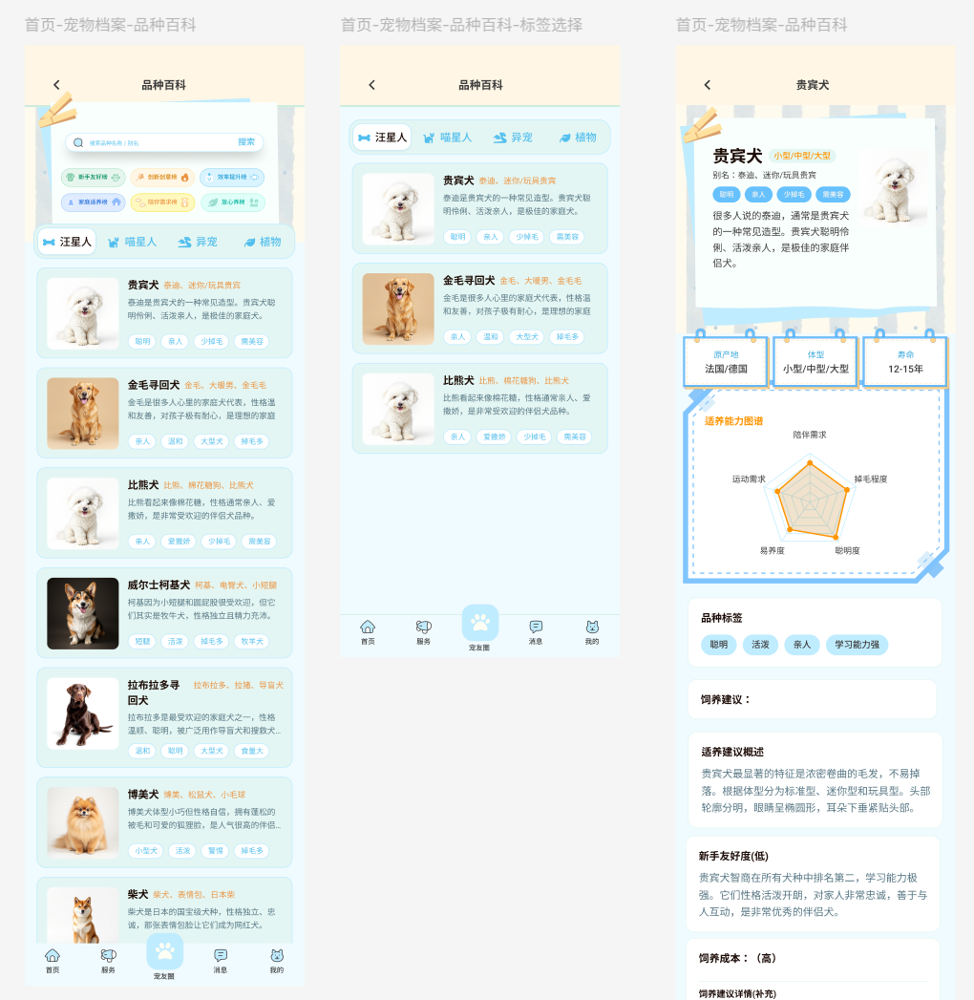 首页-宠物档案-品种百科
品种百科
搜索品种名称 / 别名
搜索
新手友好榜
创新创意榜
效率提升榜
家庭适养榜
陪伴需求榜
放心养榜
汪星人
喵星人
异宠
植物
贵宾犬 泰迪、迷你/玩具贵宾
泰迪是贵宾犬的一种常见造型。贵宾犬聪
明伶俐、活泼亲人，是极佳的家庭犬。
聪明 亲人 少掉毛 需美容
金毛寻回犬 金毛、大暖男、金毛毛
金毛是很多人心里的家庭犬代表，性格温
和友善，对孩子极有耐心，是理想的家庭
亲人 温和 大型犬 掉毛多
比熊犬 比熊、棉花糖狗、比熊犬
比熊看起来像棉花糖，性格通常亲人、爱
撒娇，是非常受欢迎的伴侣犬品种。
亲人 爱撒娇 少掉毛 需美容
威尔士柯基犬 柯基、电臀犬、小短腿
柯基因为小短腿和圆屁股很受欢迎，但它
们其实是牧牛犬，性格独立且精力充沛。
短腿 活泼 掉毛多 牧羊犬
拉布拉多寻 拉布拉多、拉猪、导盲犬
回犬
拉布拉多是最受欢迎的家庭犬之一，性格
温顺、聪明，被广泛用作导盲犬和搜救犬...
温和 聪明 大型犬 食量大
博美犬 博美、松鼠犬、小毛球
博美犬体型小巧但性格自信，拥有蓬松的
被毛和可爱的狐狸脸，是人气很高的伴侣...
小型犬 活泼 警惕 掉毛多
柴犬 柴犬、表情包、日本柴
柴犬是日本的国宝级犬种，性格独立、忠
诚，那张表情包脸让它们成为网红犬。
首页
服务
宠友圈
消息
我的
首页-宠物档案-品种百科-标签选择
品种百科
汪星人
喵星人
异宠
植物
贵宾犬 泰迪、迷你/玩具贵宾
泰迪是贵宾犬的一种常见造型。贵宾犬聪
明伶俐、活泼亲人，是极佳的家庭犬。
聪明 亲人 少掉毛 需美容
金毛寻回犬 金毛、大暖男、金毛毛
金毛是很多人心里的家庭犬代表，性格温
和友善，对孩子极有耐心，是理想的家庭
亲人 温和 大型犬 掉毛多
比熊犬 比熊、棉花糖狗、比熊犬
比熊看起来像棉花糖，性格通常亲人、爱
撒娇，是非常受欢迎的伴侣犬品种。
亲人 爱撒娇 少掉毛 需美容
首页
服务
宠友圈
消息
我的
首页-宠物档案-品种百科
贵宾犬
贵宾犬 小型/中型/大型
别名：泰迪、迷你/玩具贵宾
聪明 亲人 少掉毛 需美容
很多人说的泰迪，通常是贵宾犬
的一种常见造型。贵宾犬聪明伶
俐、活泼亲人，是极佳的家庭伴
侣犬。
原产地
法国/德国
体型
小型/中型/大型
寿命
12-15年
适养能力图谱
陪伴需求
运动需求
掉毛程度
易养度
聪明度
品种标签
聪明 活泼 亲人 学习能力强
饲养建议：
适养建议概述
贵宾犬最显著的特征是浓密卷曲的毛发，不易掉
落。根据体型分为标准型、迷你型和玩具型。头部
轮廓分明，眼睛呈椭圆形，耳朵下垂紧贴头部。
新手友好度(低)
贵宾犬智商在所有犬种中排名第二，学习能力极
强。它们性格活泼开朗，对家人非常忠诚，善于与
人互动，是非常优秀的伴侣犬。
饲养成本：（高）
饲养建议详情(补充)